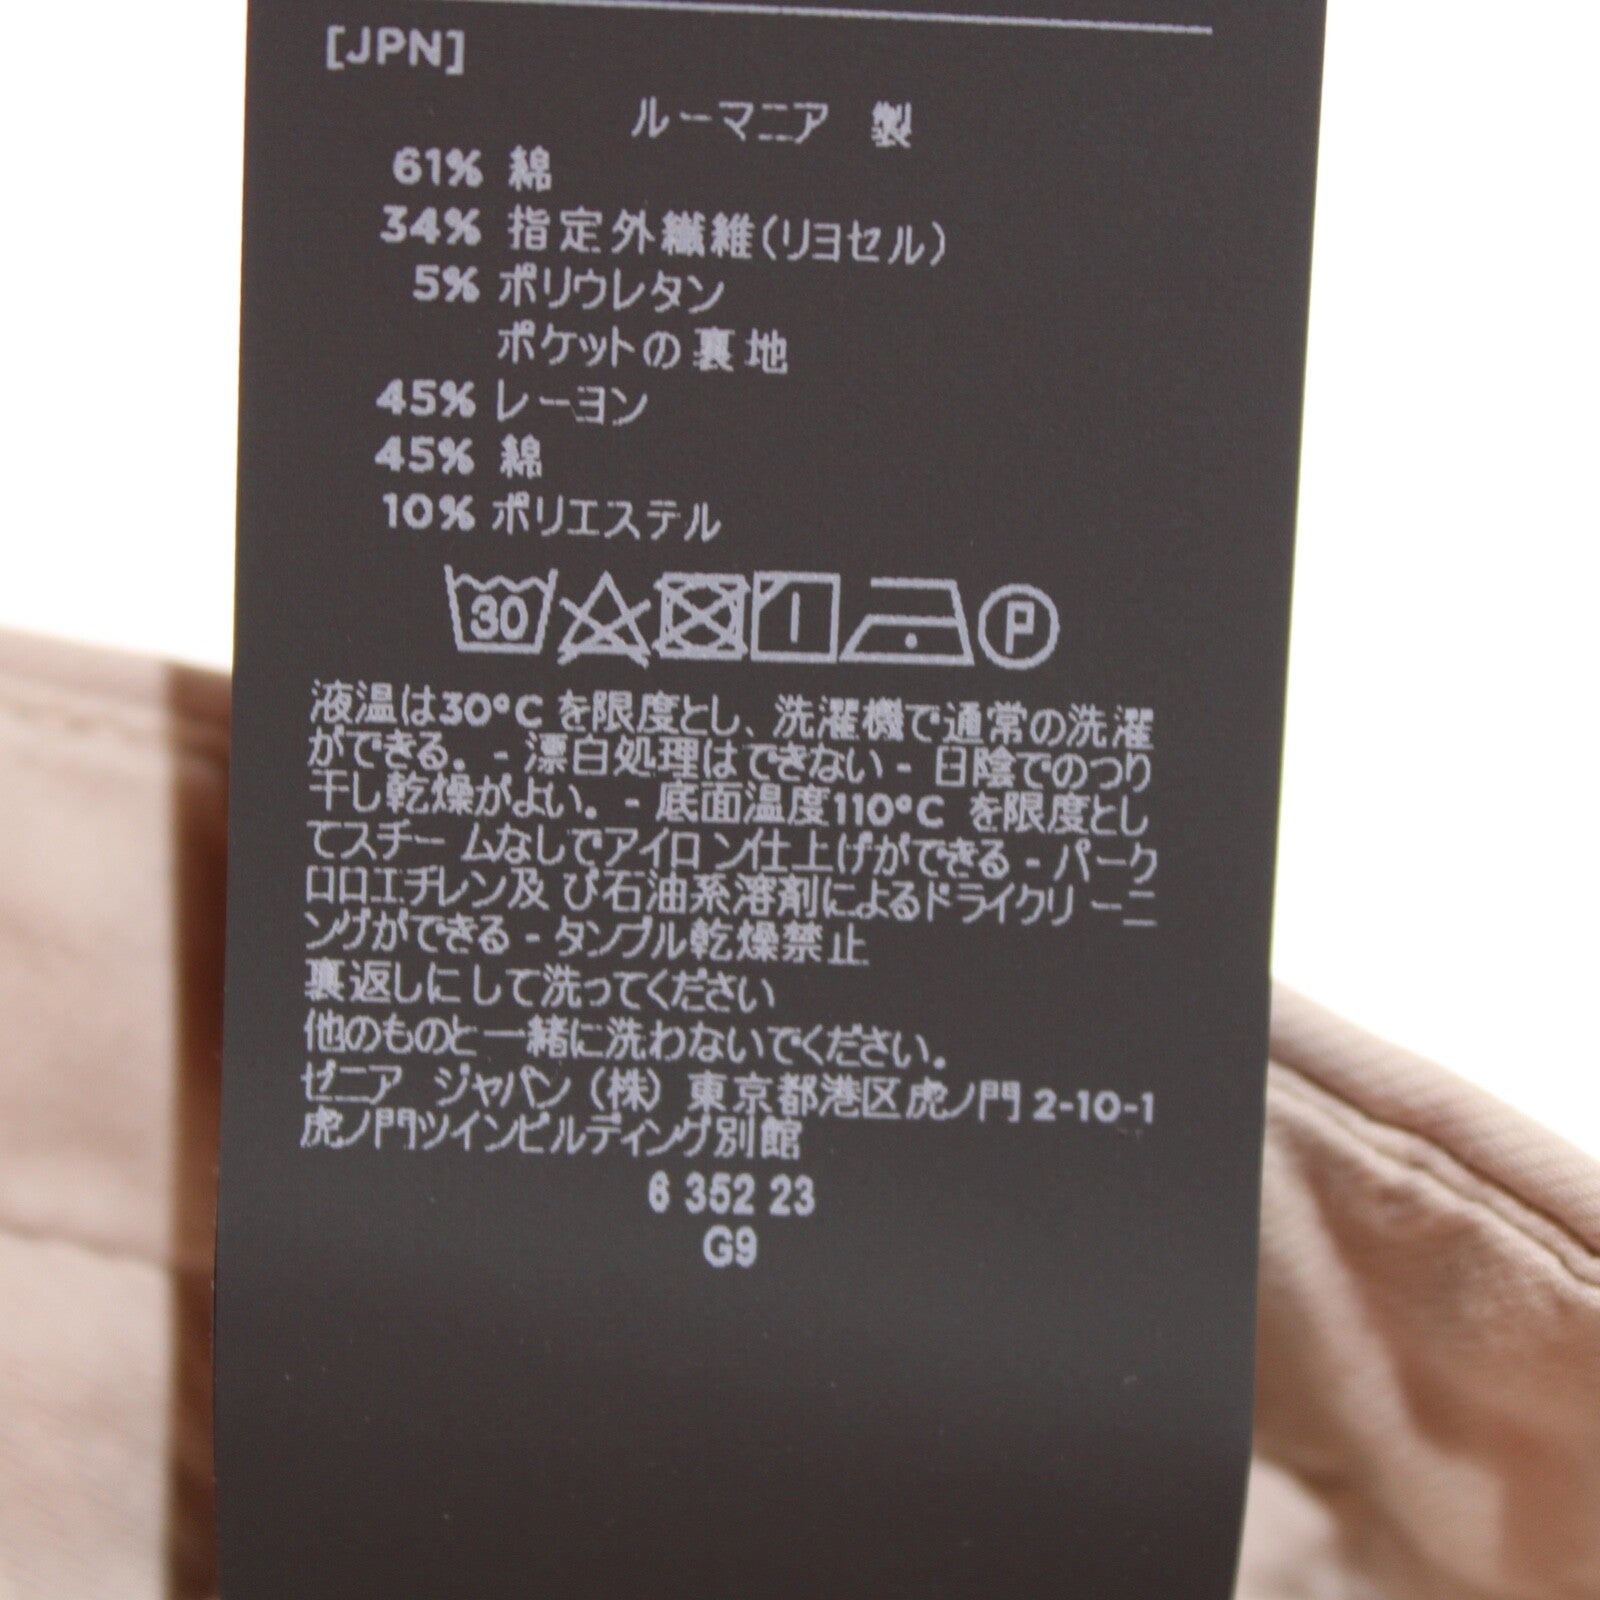 [JPN]
ルーマニア 製
61% 綿
34% 指定外繊維(リヨセル)
5% ポリウレタン
ポケットの裏地
45% レーヨン
45% 綿
10% ポリエステル
30 P
液温は30°C を限度とし、洗濯機で通常の洗濯
ができる。 - 漂白処理はできない - 日陰でのつり
干し乾燥がよい。 - 底面温度110°C を限度とし
てスチームなしでアイロン仕上げができる - パーク
ロロエチレン及び石油系溶剤によるドライクリーニ
ングができる - タンブル乾燥禁止
裏返しにして洗ってください
他のものと一緒に洗わないでください.
ゼニア ジャパン (株) 東京都港区虎ノ門 2-10-1
虎ノ門ツインビルディング別館
6 352 23
G9